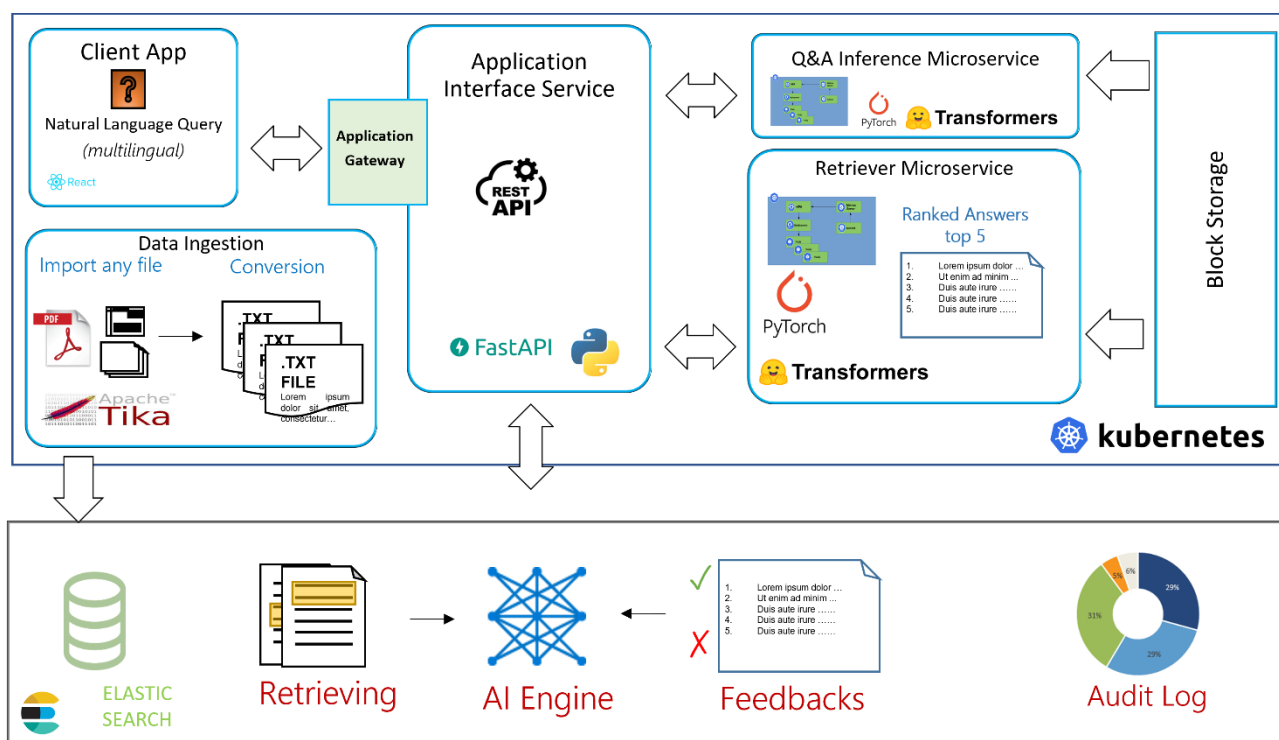 Client App
?
Natural Language Query
(multilingual)
React
Application
Gateway
Application
Interface Service
REST
API
FastAPI
Q&A Inference Microservice
PyTorch
Transformers
Retriever Microservice
Ranked Answers
top 5
1. Lorem ipsum dolor …
2. Ut enim ad minim ...
3. Duis aute irure ……
4. Duis aute irure ……
5. Duis aute irure ……
PyTorch
Transformers
Block Storage
Data Ingestion
Import any file
Conversion
PDF
.TXT
.TXT
.TXT
FILE
Lorem ipsum
dolor sit amet,
consectetur…
Apache™
Tika
kubernetes
ELASTIC
SEARCH
Retrieving
AI Engine
1. Lorem ipsum dolor …
2. Ut enim ad minim ...
3. Duis aute irure ……
4. Duis aute irure ……
5. Duis aute irure ……
Feedbacks
5%
6%
29%
31%
29%
Audit Log